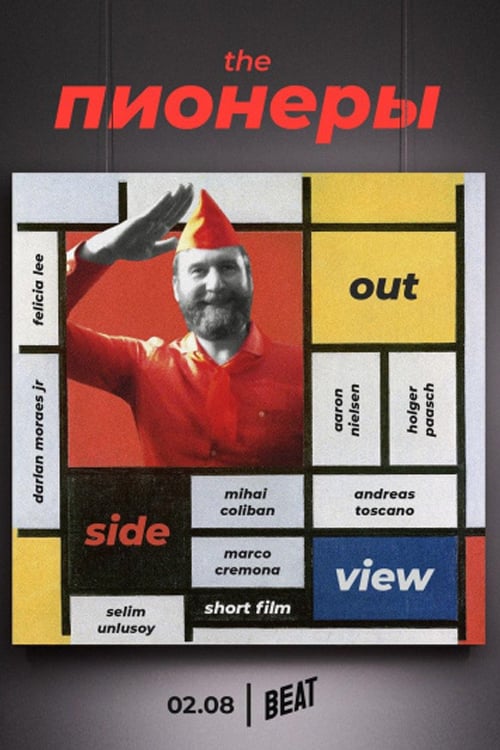 the
пионеры
felicia lee
out
darlan moraes jr
aaron
nielsen
holger
paasch
side
mihai
coliban
andreas
toscano
marco
cremona
view
selim
unlusoy
short film
02.08 | BEAT